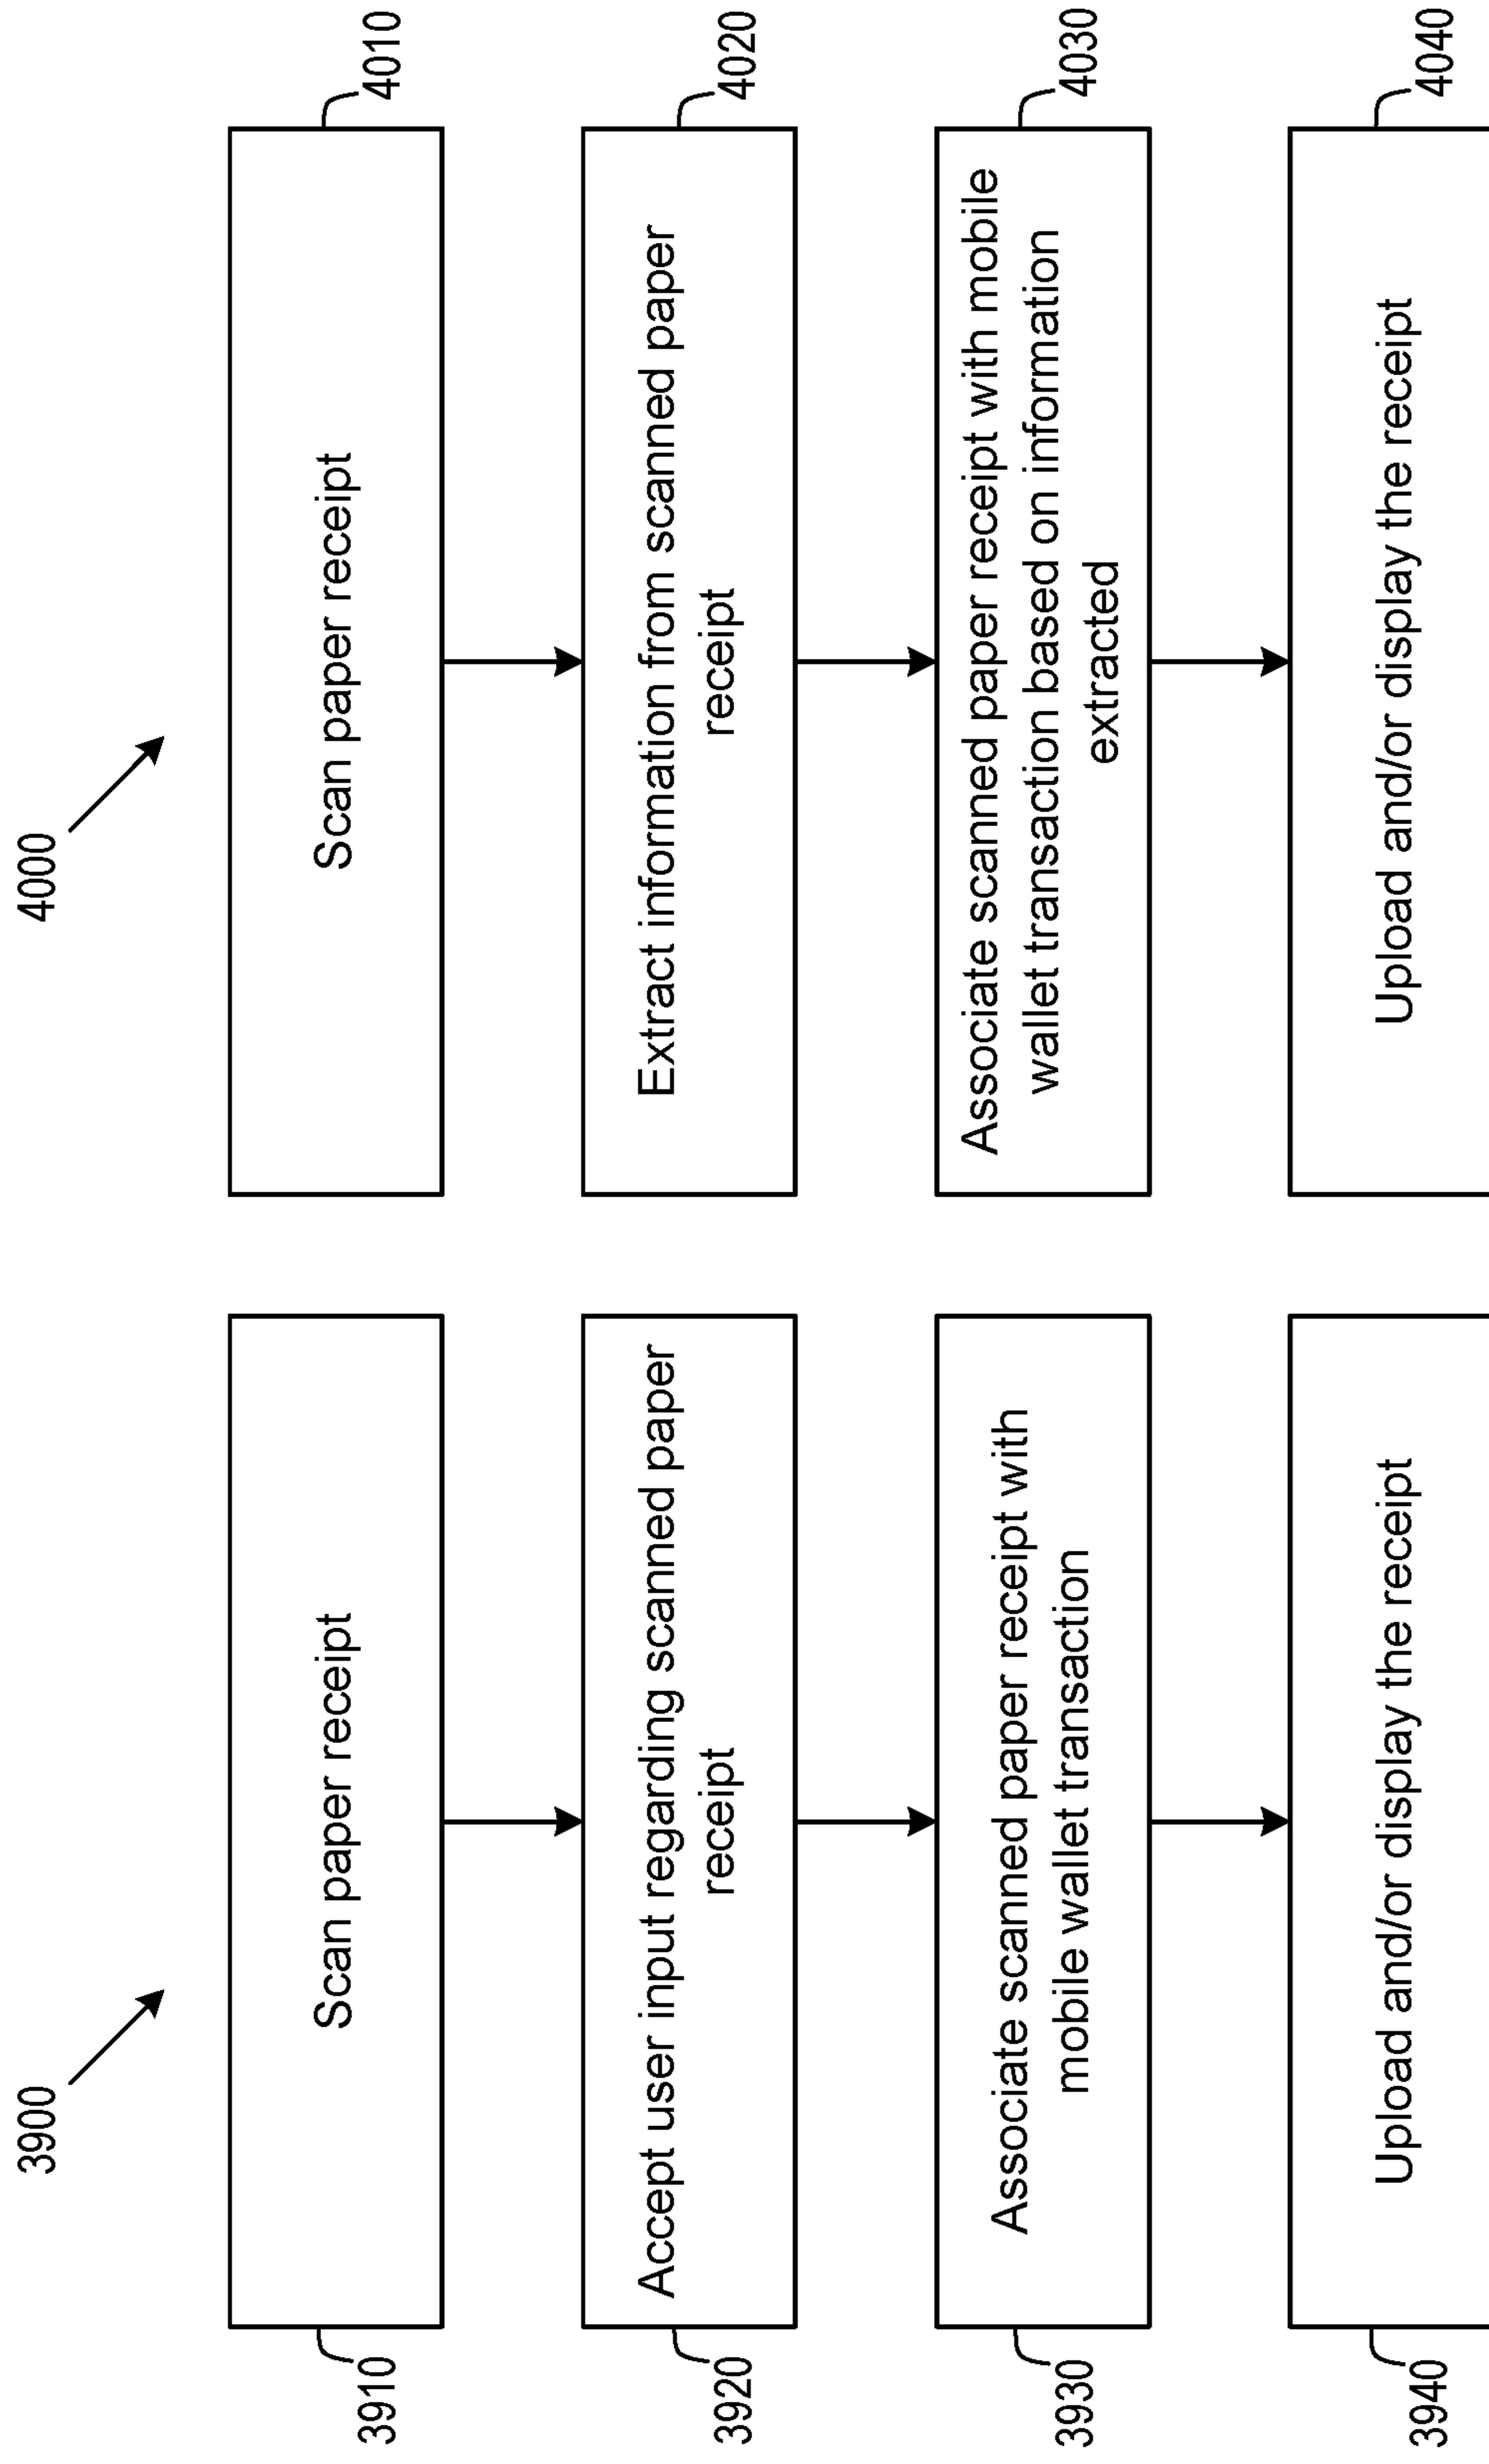 3900
3910
Scan paper receipt
3920
Accept user input regarding scanned paper
receipt
3930
Associate scanned paper receipt with
mobile wallet transaction
3940
Upload and/or display the receipt
4000
Scan paper receipt
4010
Extract information from scanned paper
receipt
4020
Associate scanned paper receipt with mobile
wallet transaction based on information
extracted
4030
Upload and/or display the receipt
4040